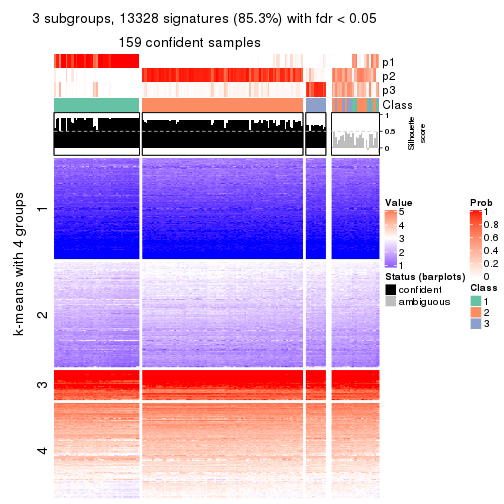 3 subgroups, 13328 signatures (85.3%) with fdr < 0.05
159 confident samples
p1
p2
p3
Class
1
0.5
0
Silhouette
score
k-means with 4 groups
1
2
3
4
Value
5
4
3
2
1
Status (barplots)
confident
ambiguous
Prob
1
0.8
0.6
0.4
0.2
0
Class
1
2
3